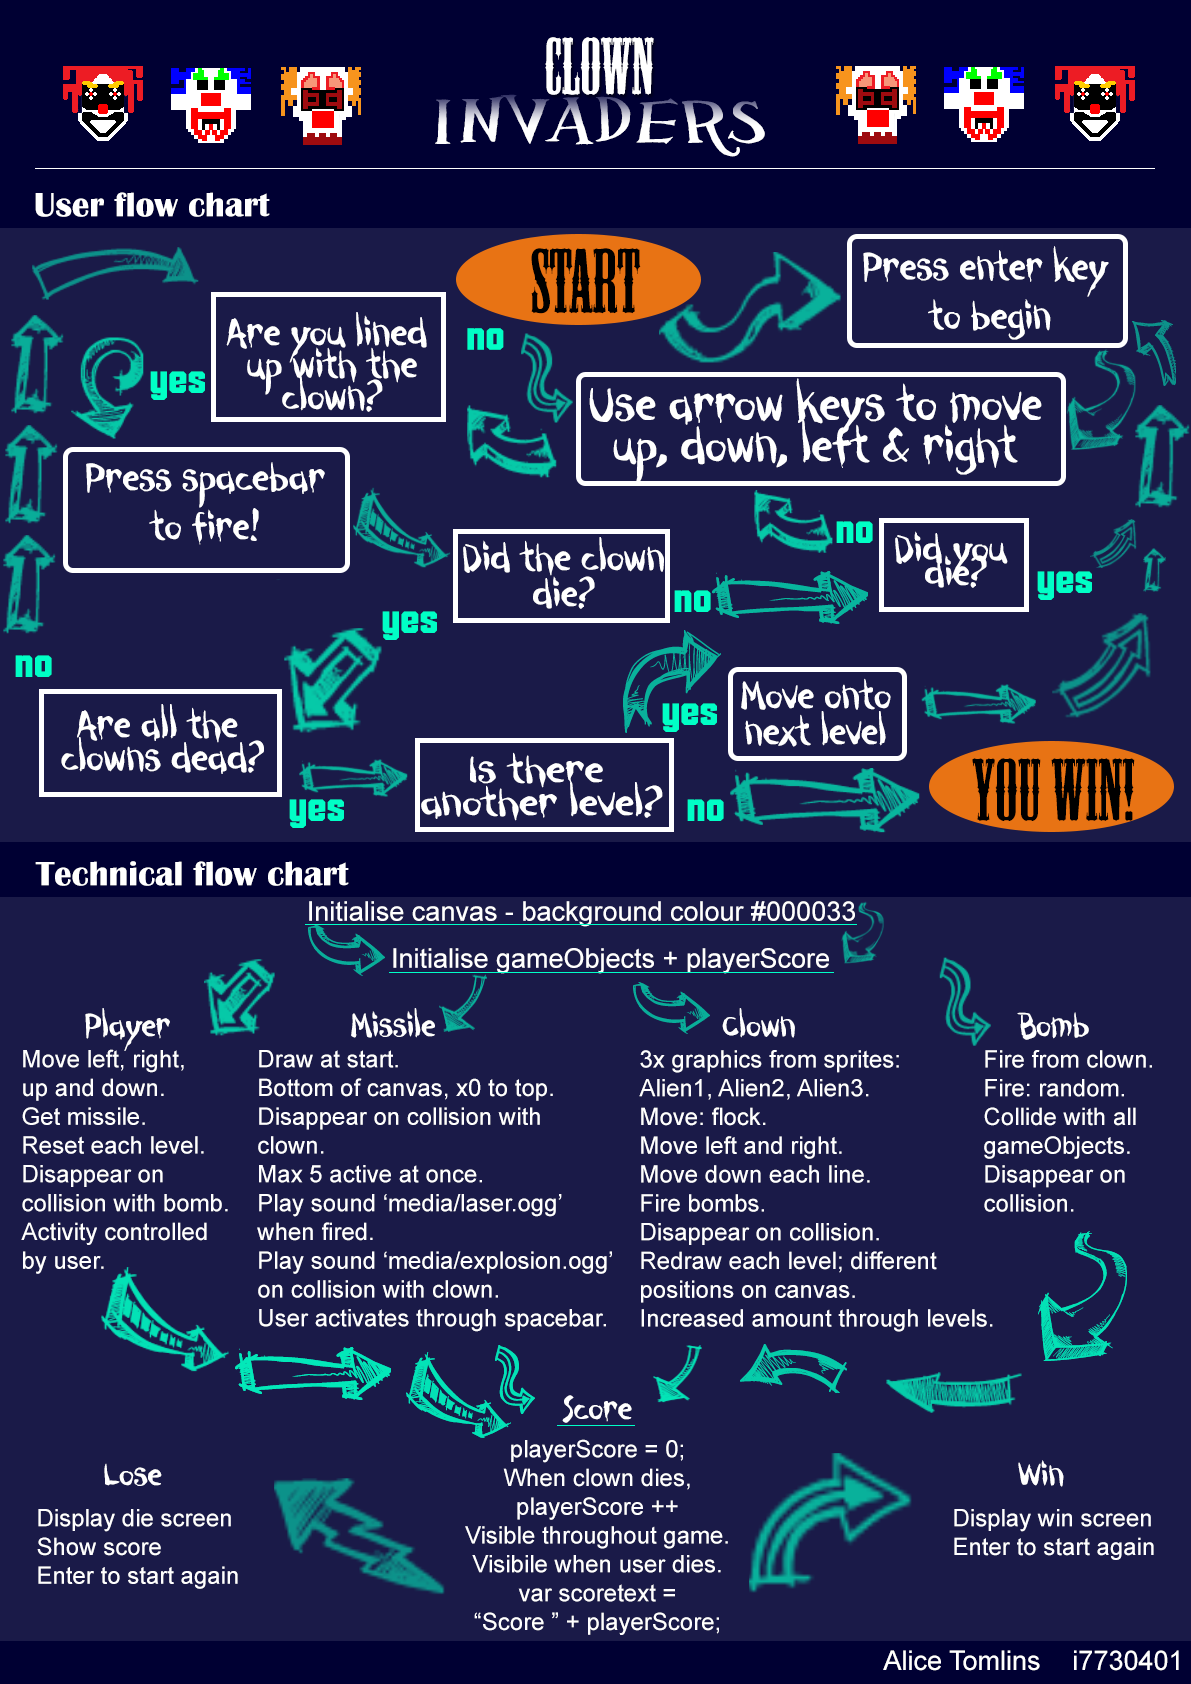 CLOWN
INVADERS
User flow chart
START
Press enter key
to begin
Are you lined
up with the
clown?
no
yes
Use arrow keys to move
up, down, left & right
Press spacebar
to fire!
Did the clown
die?
no
Did you
die?
no
yes
yes
no
Are all the
clowns dead?
yes
Is there
another level?
yes
Move onto
next level
no
YOU WIN!
Technical flow chart
Initialise canvas - background colour #000033
Initialise gameObjects + playerScore
Player
Move left, right,
up and down.
Get missile.
Reset each level.
Disappear on
collision with bomb.
Activity controlled
by user.
Missile
Draw at start.
Bottom of canvas, x0 to top.
Disappear on collision with
clown.
Max 5 active at once.
Play sound ‘media/laser.ogg’
when fired.
Play sound ‘media/explosion.ogg’
on collision with clown.
User activates through spacebar.
Clown
3x graphics from sprites:
Alien1, Alien2, Alien3.
Move: flock.
Move left and right.
Move down each line.
Fire bombs.
Disappear on collision.
Redraw each level; different
positions on canvas.
Increased amount through levels.
Bomb
Fire from clown.
Fire: random.
Collide with all
gameObjects.
Disappear on
collision.
Score
playerScore = 0;
When clown dies,
playerScore ++
Visible throughout game.
Visibile when user dies.
var scoretext =
“Score ” + playerScore;
Lose
Display die screen
Show score
Enter to start again
Win
Display win screen
Enter to start again
Alice Tomlins i7730401